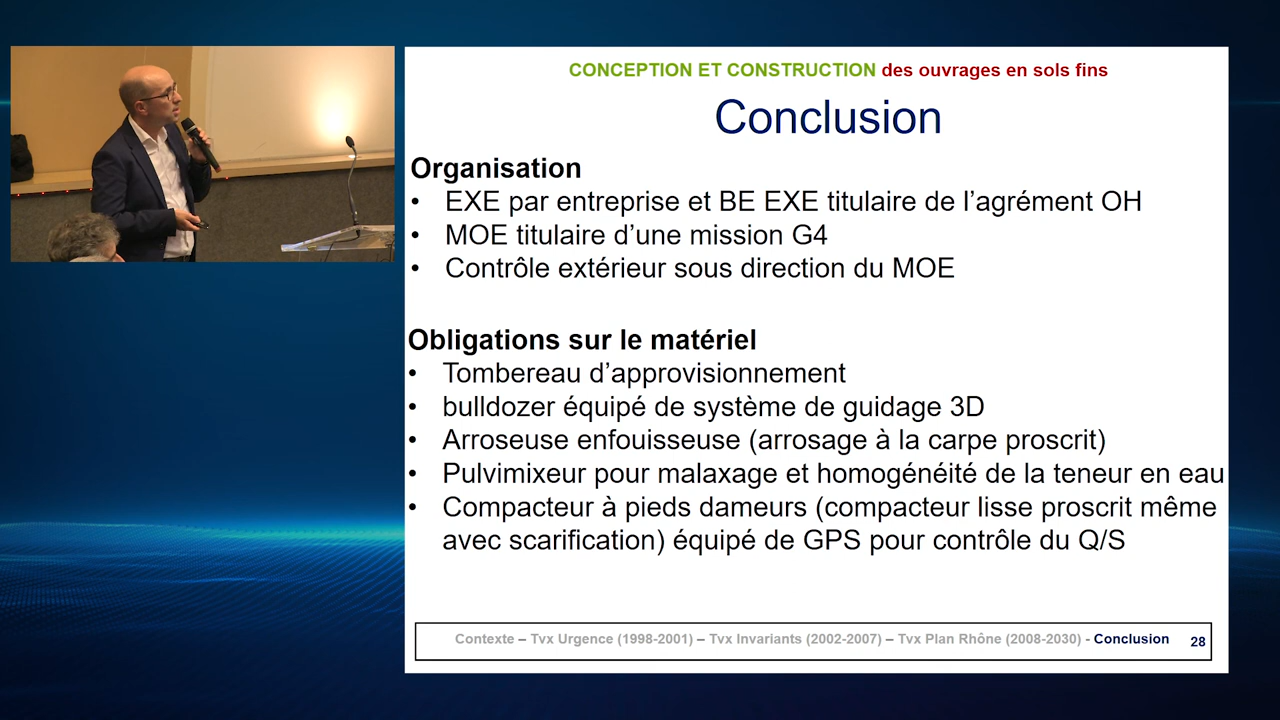 CONCEPTION ET CONSTRUCTION des ouvrages en sols fins
Conclusion
Organisation
• EXE par entreprise et BE EXE titulaire de l’agrément OH
• MOE titulaire d’une mission G4
• Contrôle extérieur sous direction du MOE
Obligations sur le matériel
• Tombereau d’approvisionnement
• bulldozer équipé de système de guidage 3D
• Arroseuse enfouisseuse (arrosage à la carpe proscrit)
• Pulvimixeur pour malaxage et homogénéité de la teneur en eau
• Compacteur à pieds dameurs (compacteur lisse proscrit même
avec scarification) équipé de GPS pour contrôle du Q/S
Contexte – Tvx Urgence (1998-2001) – Tvx Invariants (2002-2007) – Tvx Plan Rhône (2008-2030) - Conclusion 28